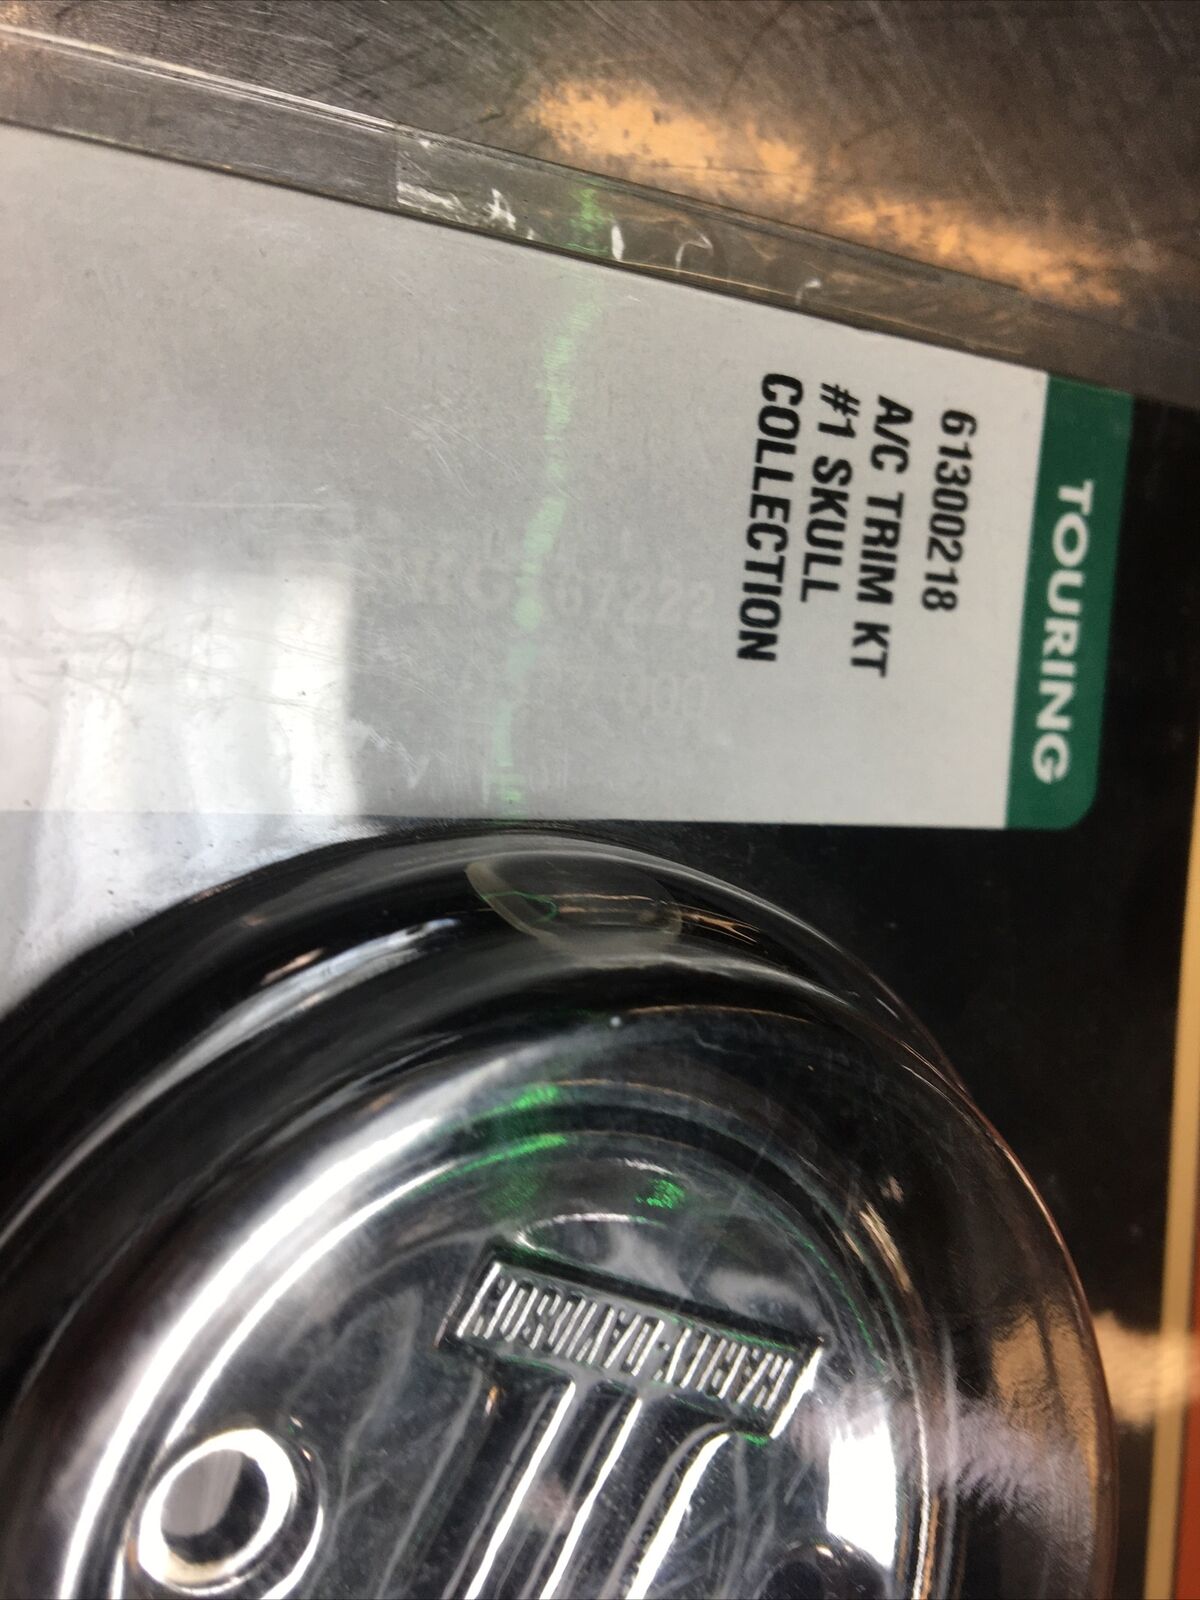 TOURING
61300218
A/C TRIM KT
#1 SKULL
COLLECTION
HARLEY-DAVIDSON